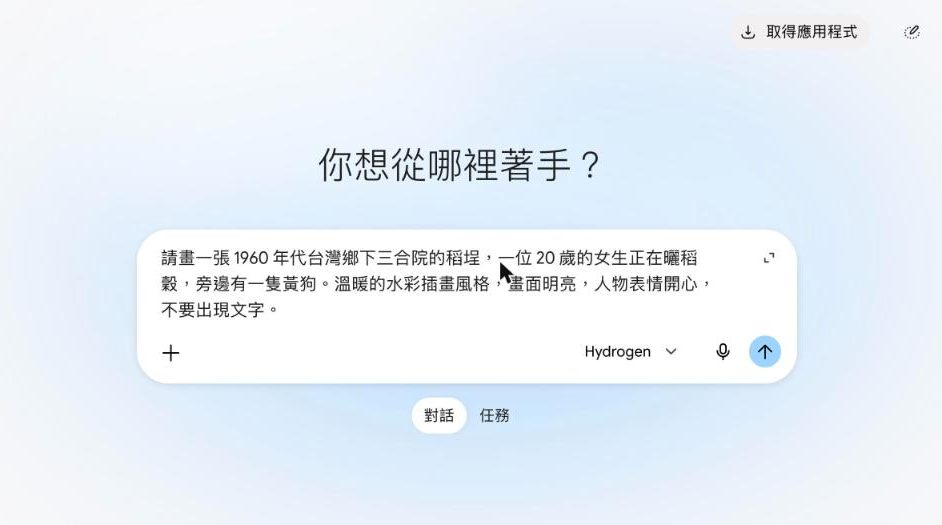 取得應用程式
你想從哪裡著手？
請畫一張 1960 年代台灣鄉下三合院的稻埕，一位 20 歲的女生正在曬稻
穀，旁邊有一隻黃狗。溫暖的水彩插畫風格，畫面明亮，人物表情開心，
不要出現文字。
Hydrogen
對話 任務